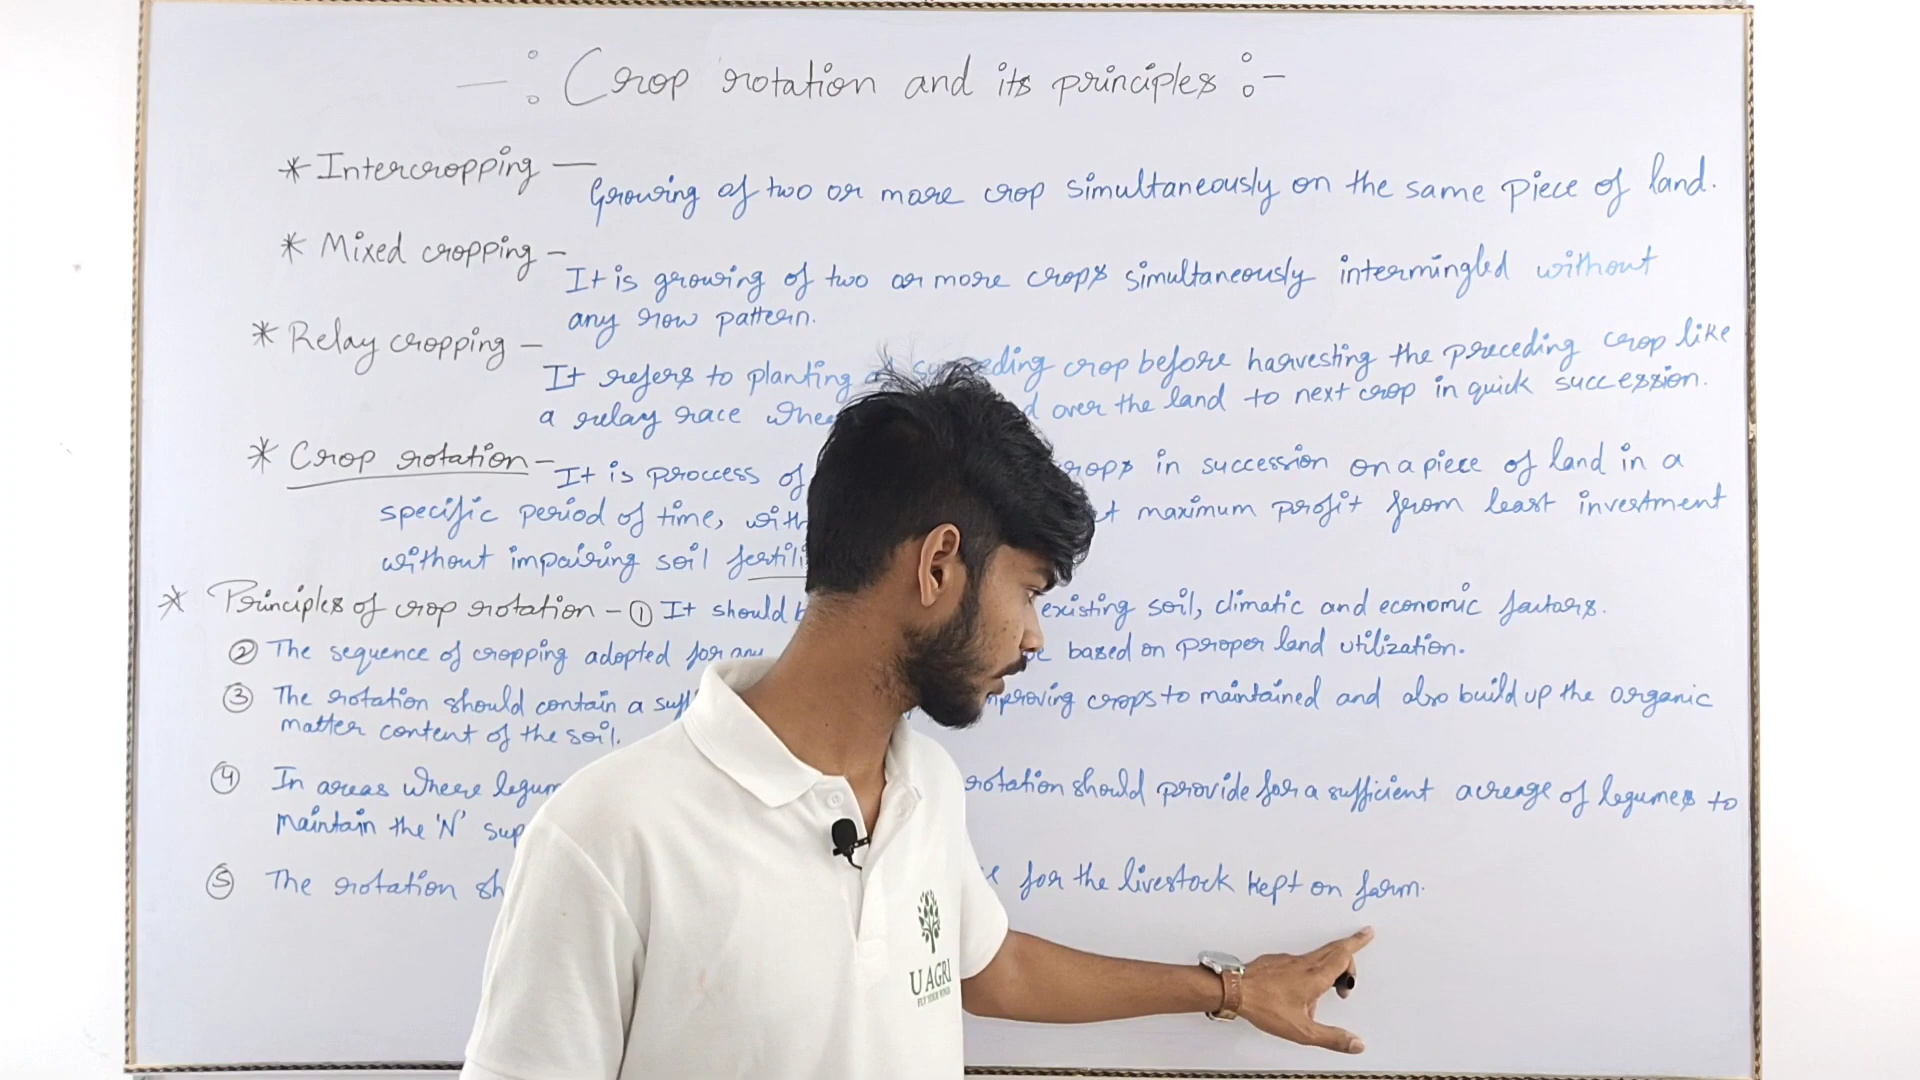 -: Crop rotation and its principles :-
* Intercropping — Growing of two or more crop simultaneously on the same piece of land.
* Mixed cropping - It is growing of two or more crops simultaneously intermingled without
any row pattern.
* Relay cropping - It refers to planting crop before harvesting the preceding crop like
a relay race over the land to next crop in quick succession.
* Crop rotation - It is process of in succession on a piece of land in a
specific period of time, maximum profit from least investment
without impairing soil
* Principles of crop rotation - ① It should existing soil, climatic and economic factors.
② The sequence of cropping adopted for any based on proper land utilization.
③ The rotation should contain a crops to maintained and also build up the organic
matter content of the soil.
④ In areas where rotation should provide for a sufficient acreage of legumes to
maintain the 'N'
⑤ The rotation for the livestock kept on farm.
U AGRI
FLY YOUR WINGS